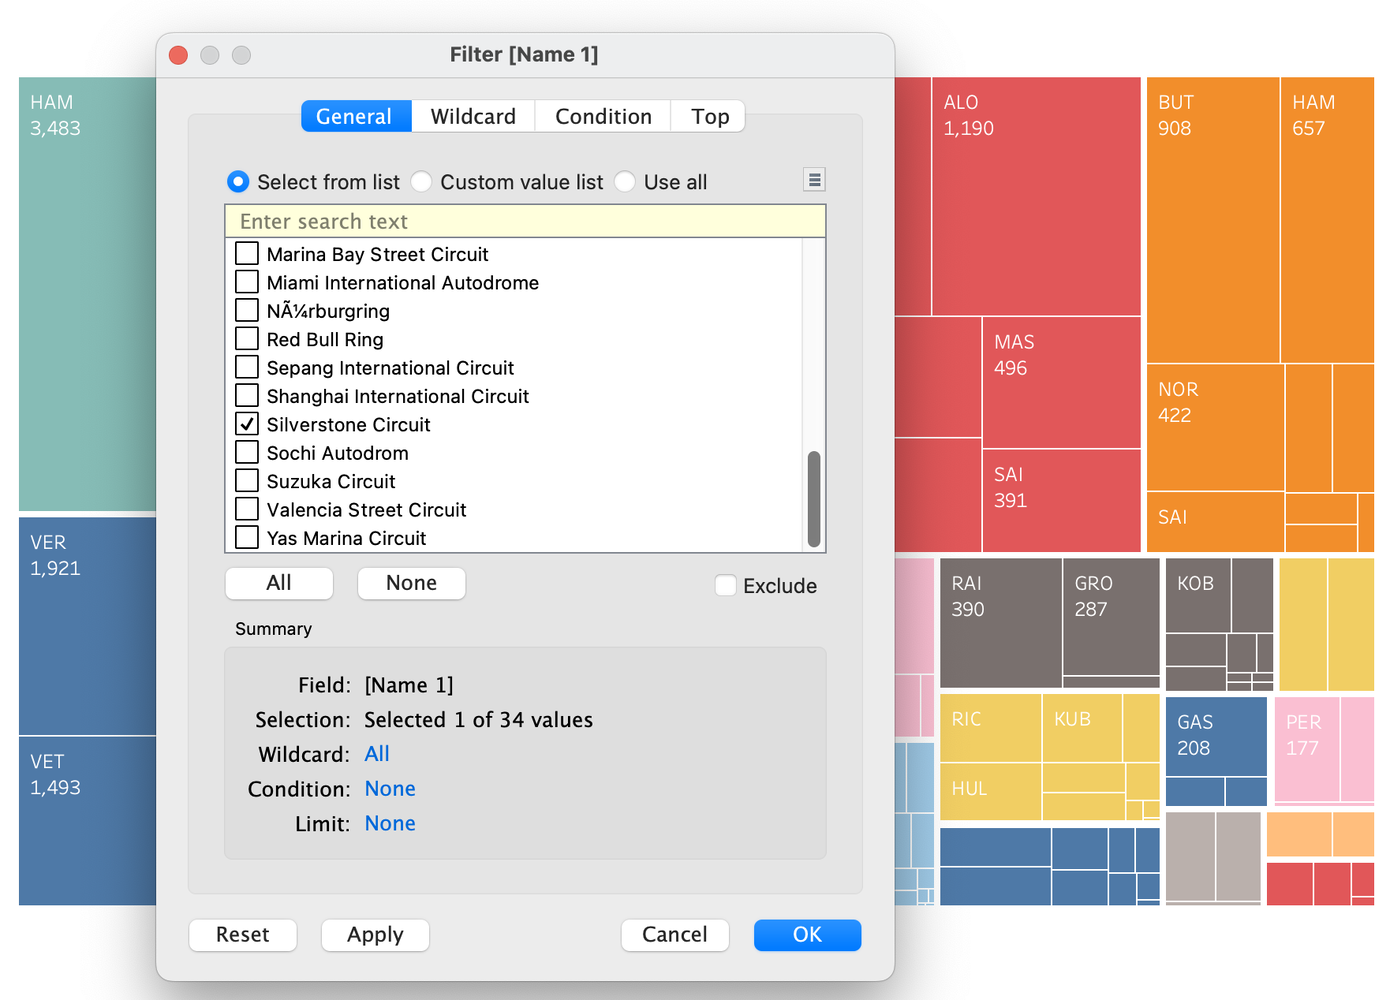 Filter [Name 1]
General
Wildcard
Condition
Top
Select from list
Custom value list
Use all
Enter search text
Marina Bay Street Circuit
Miami International Autodrome
NÃ¼rburgring
Red Bull Ring
Sepang International Circuit
Shanghai International Circuit
Silverstone Circuit
Sochi Autodrom
Suzuka Circuit
Valencia Street Circuit
Yas Marina Circuit
All
None
Exclude
Summary
Field: [Name 1]
Selection: Selected 1 of 34 values
Wildcard: All
Condition: None
Limit: None
Reset
Apply
Cancel
OK
HAM
3,483
VER
1,921
VET
1,493
ALO
1,190
MAS
496
SAI
391
BUT
908
HAM
657
NOR
422
SAI
RAI
390
GRO
287
KOB
RIC
KUB
HUL
GAS
208
PER
177